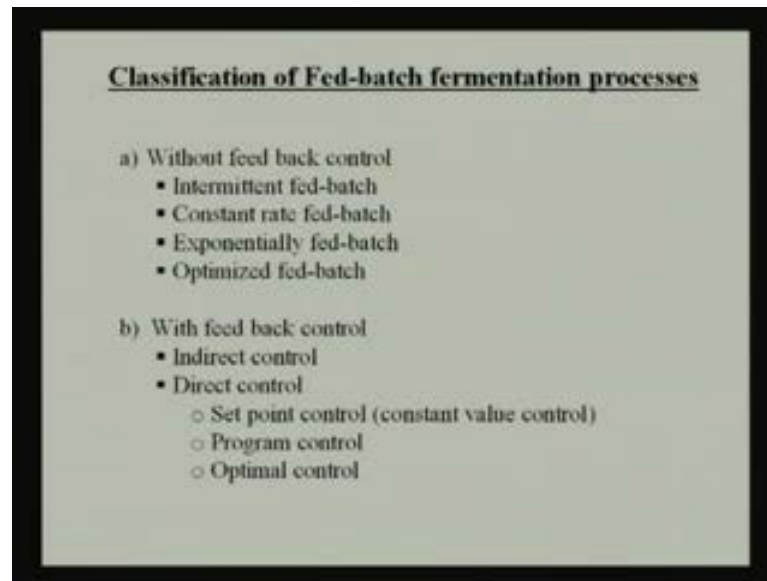 Classification of Fed-batch fermentation processes
a) Without feed back control
▪ Intermittent fed-batch
▪ Constant rate fed-batch
▪ Exponentially fed-batch
▪ Optimized fed-batch
b) With feed back control
▪ Indirect control
▪ Direct control
○ Set point control (constant value control)
○ Program control
○ Optimal control